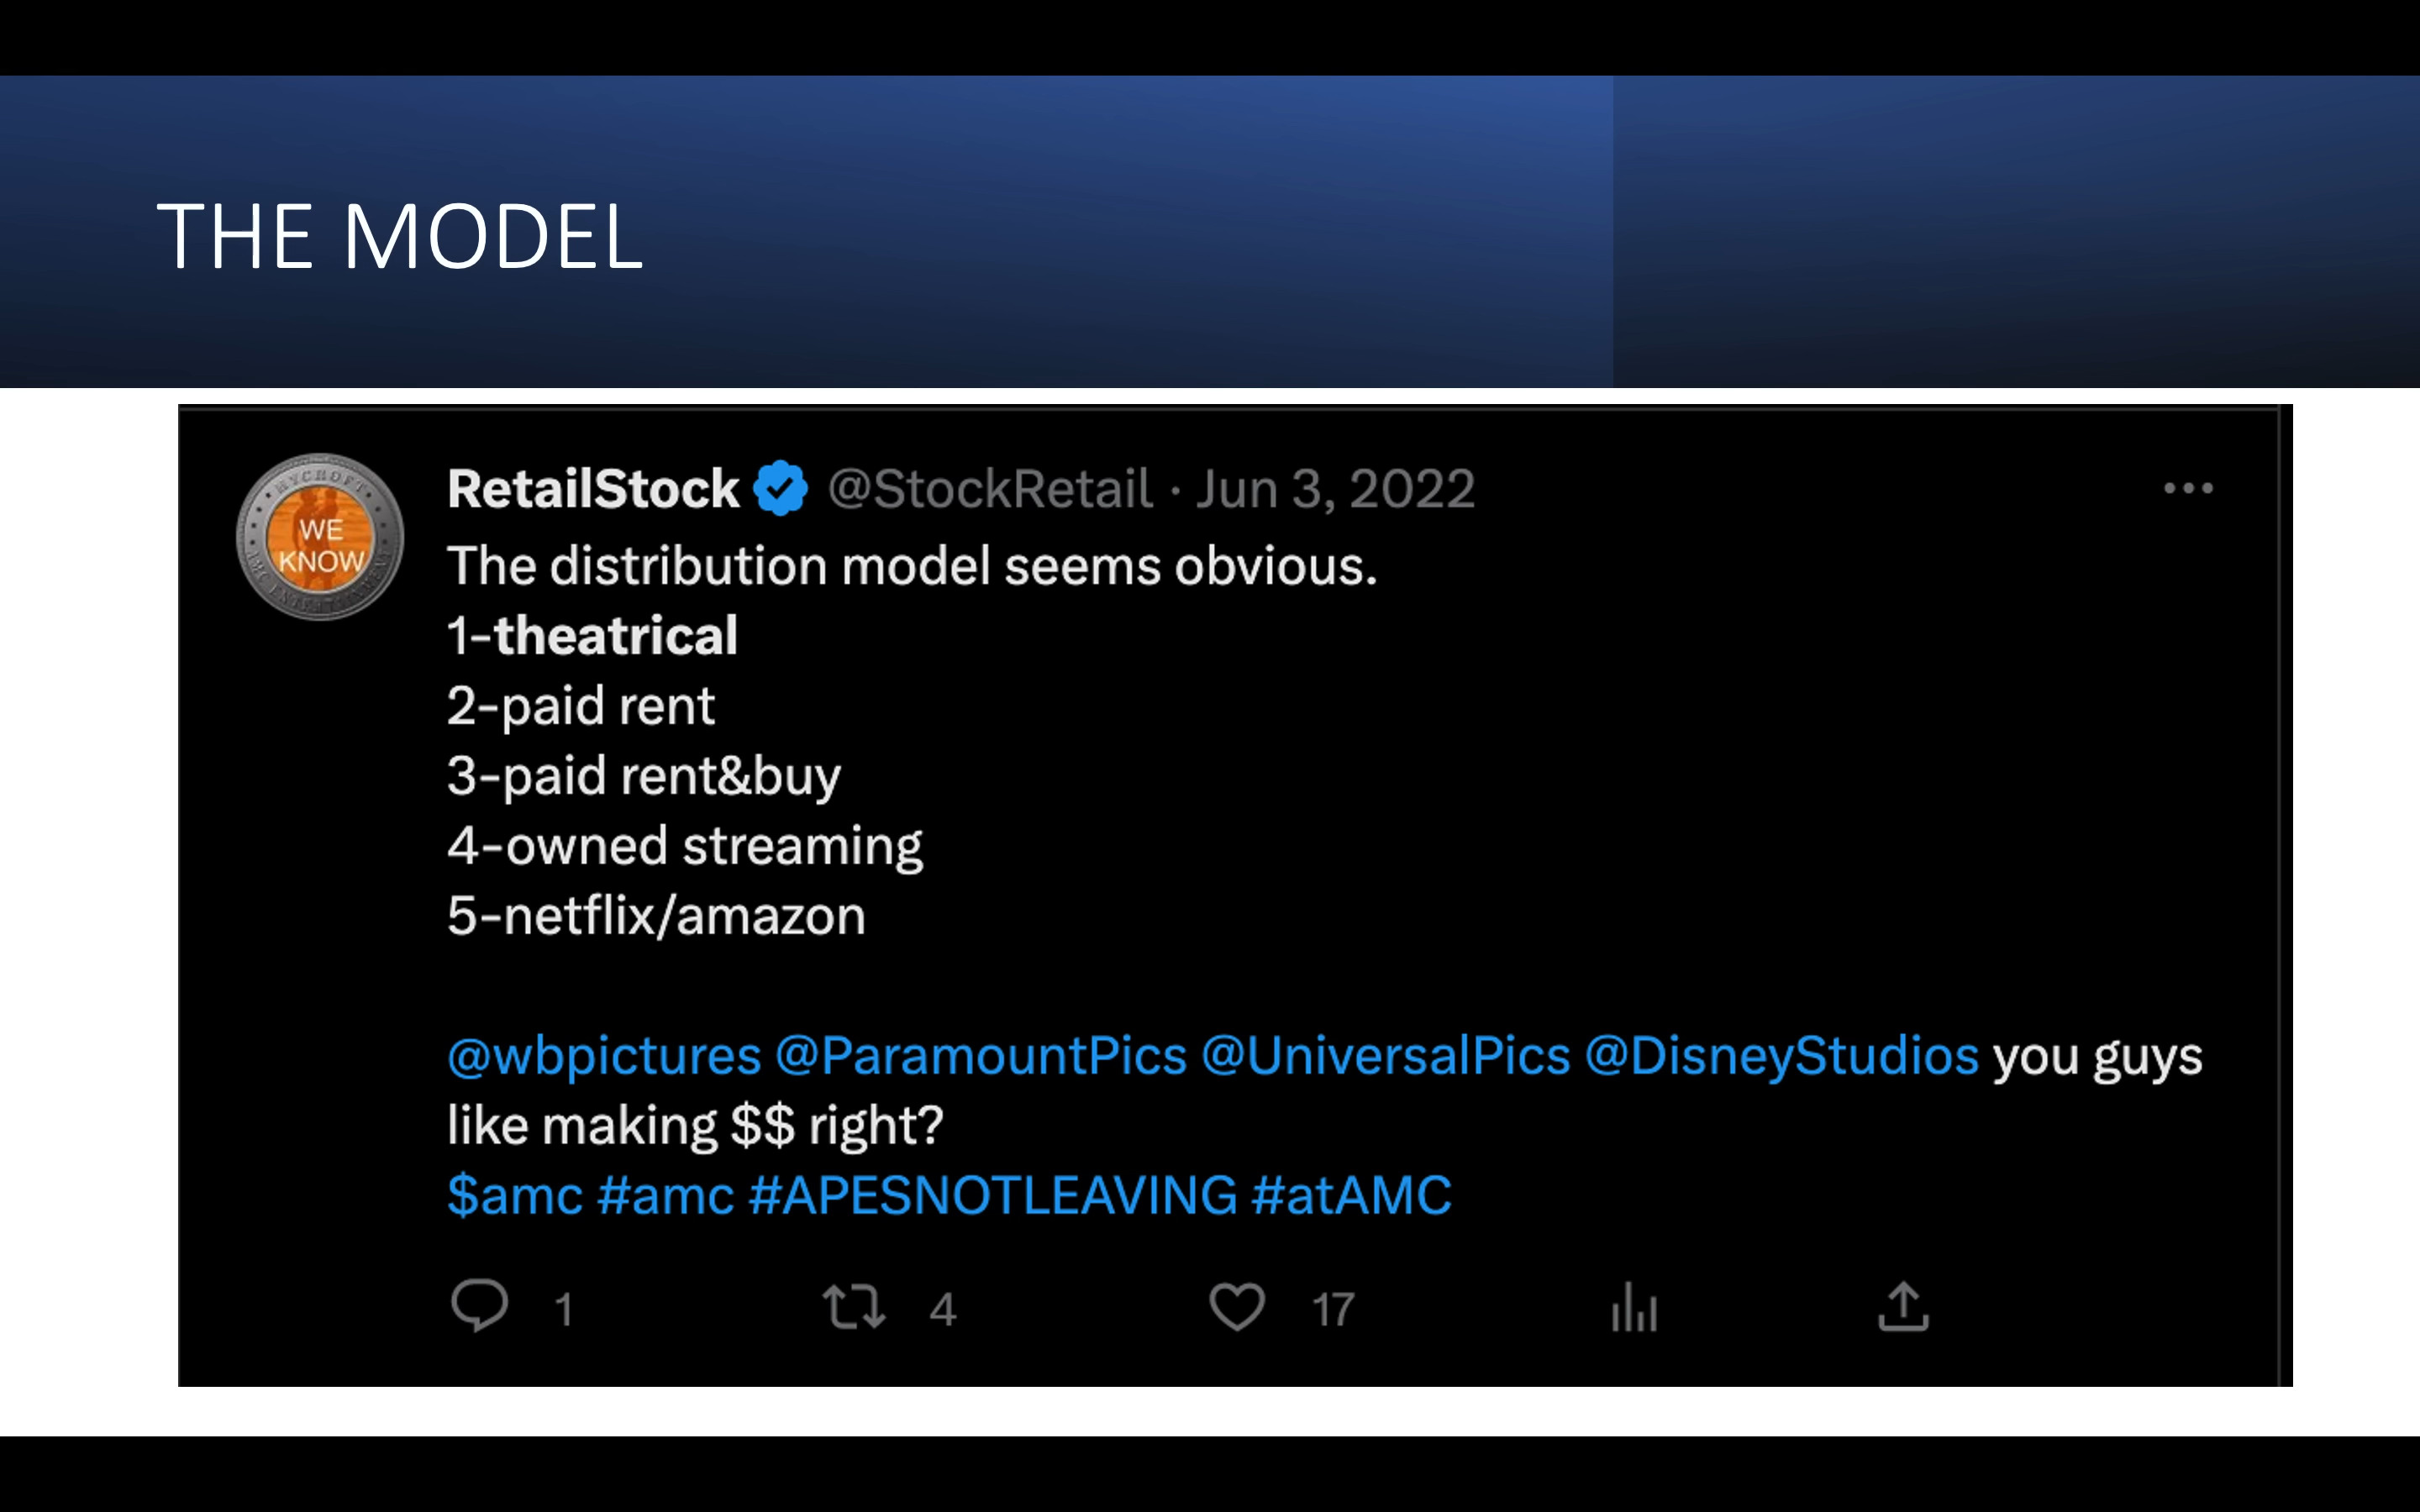 THE MODEL
RetailStock @StockRetail · Jun 3, 2022
WE
KNOW
The distribution model seems obvious.
1-theatrical
2-paid rent
3-paid rent&buy
4-owned streaming
5-netflix/amazon
@wbpictures @ParamountPics @UniversalPics @DisneyStudios you guys
like making $$ right?
$amc #amc #APESNOTLEAVING #atAMC
1 4 17